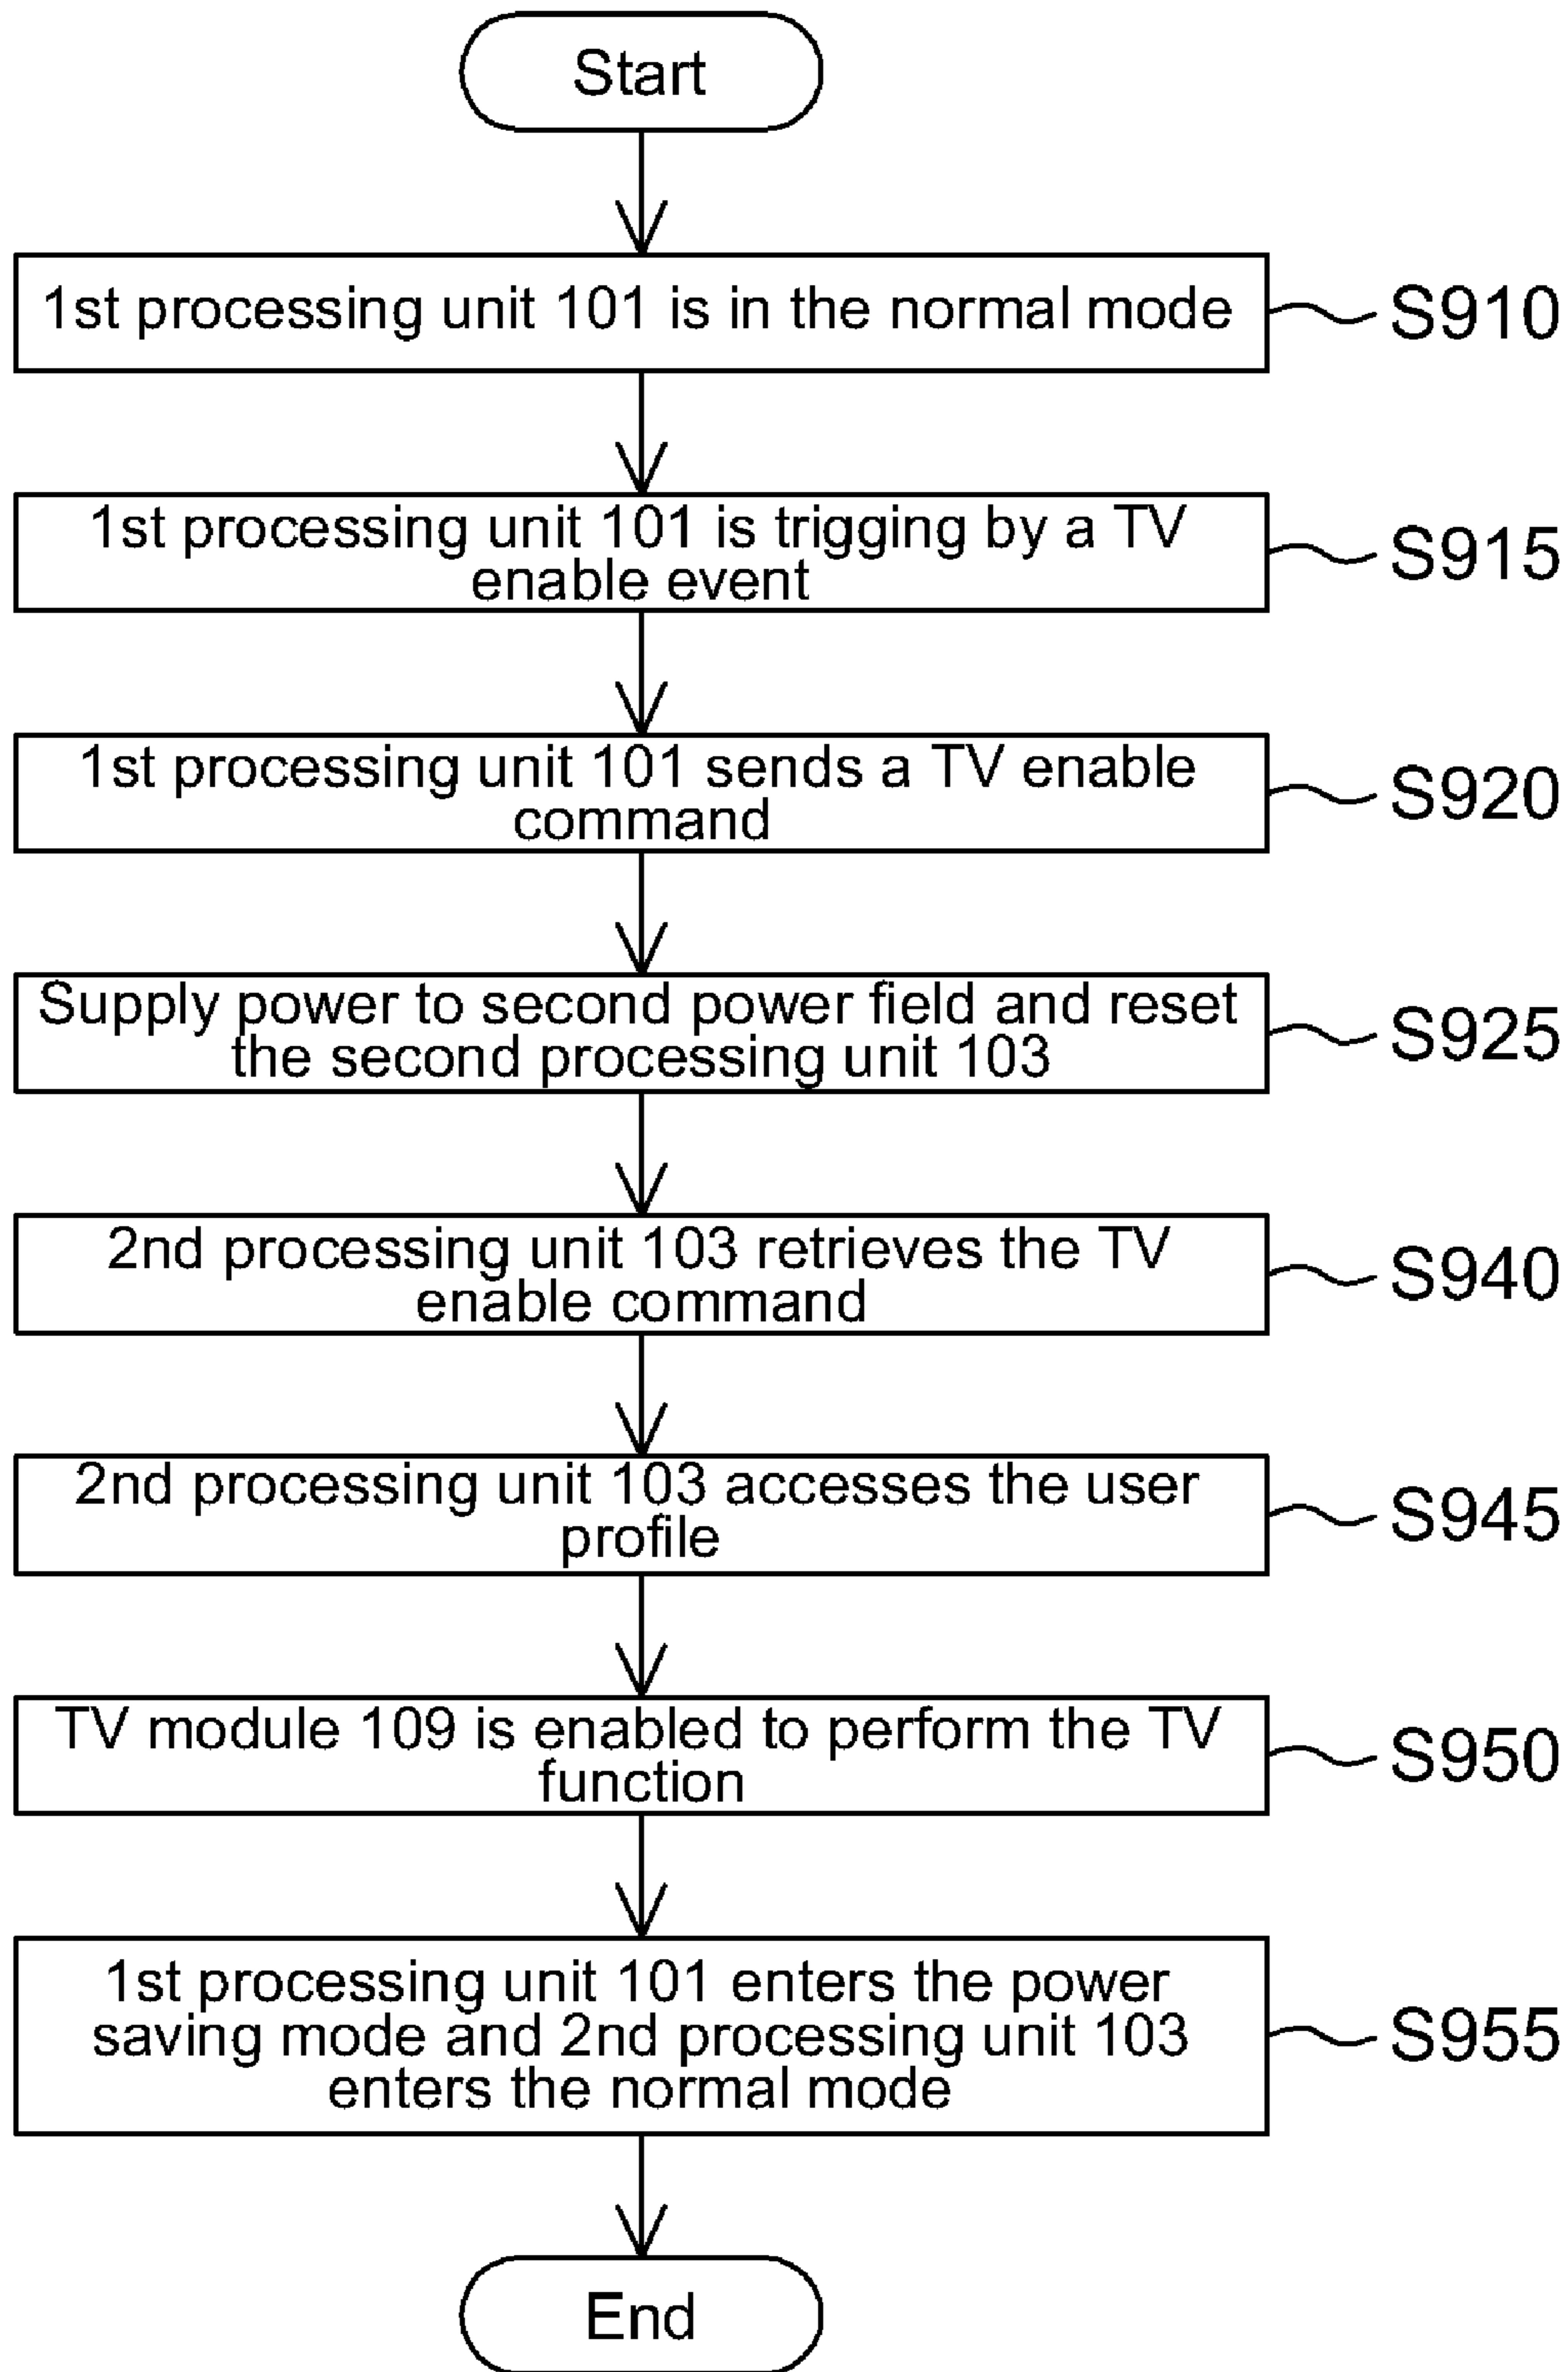 Start
1st processing unit 101 is in the normal mode
S910
1st processing unit 101 is trigging by a TV
enable event
S915
1st processing unit 101 sends a TV enable
command
S920
Supply power to second power field and reset
the second processing unit 103
S925
2nd processing unit 103 retrieves the TV
enable command
S940
2nd processing unit 103 accesses the user
profile
S945
TV module 109 is enabled to perform the TV
function
S950
1st processing unit 101 enters the power
saving mode and 2nd processing unit 103
enters the normal mode
S955
End